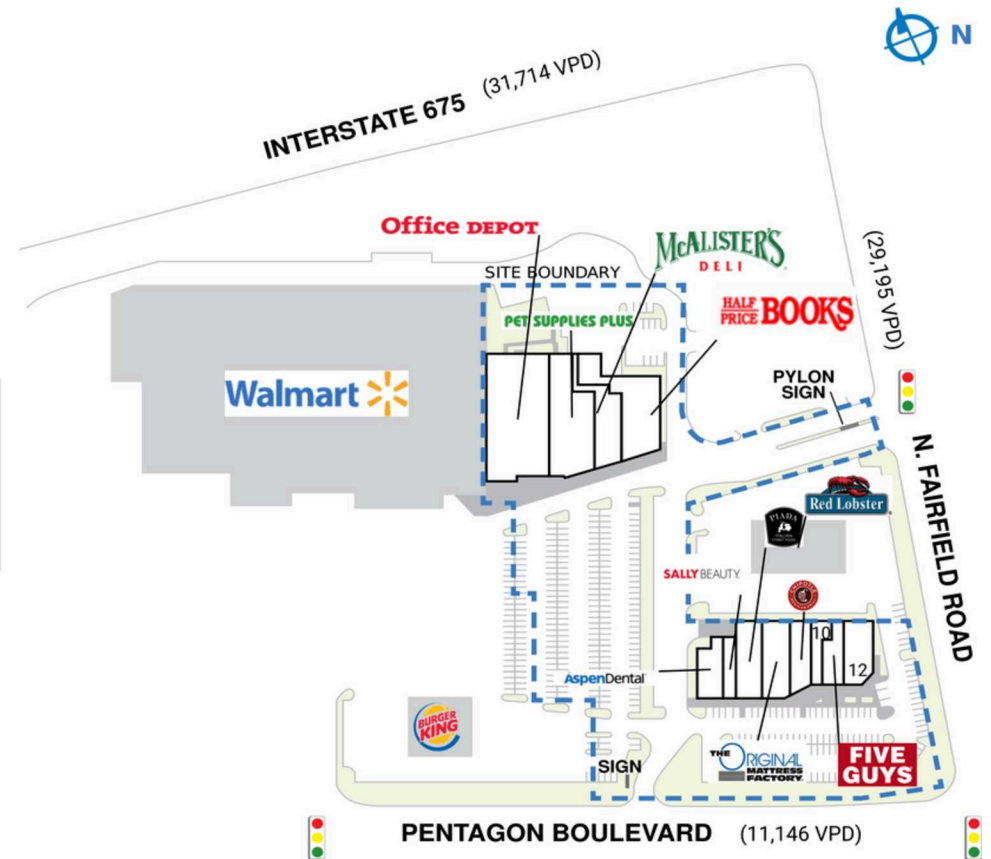 N
INTERSTATE 675 (31,714 VPD)
Office DEPOT
McALISTER'S
DELI
SITE BOUNDARY
(29,195 VPD)
HALF
PRICE BOOKS
PET SUPPLIES PLUS
Walmart
PYLON
SIGN
N. FAIRFIELD ROAD
Red Lobster
PIADA
SALLY BEAUTY
CHIPOTLE
10
12
AspenDental
BURGER
KING
THE ORIGINAL
MATTRESS
FACTORY
FIVE
GUYS
SIGN
PENTAGON BOULEVARD (11,146 VPD)